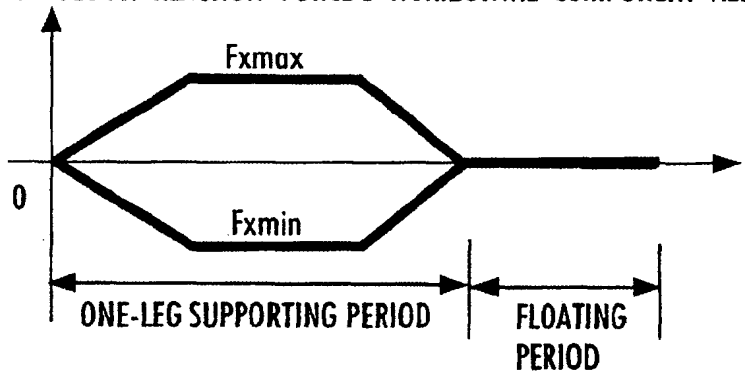 Fxmax
0
Fxmin
ONE-LEG SUPPORTING PERIOD
FLOATING
PERIOD